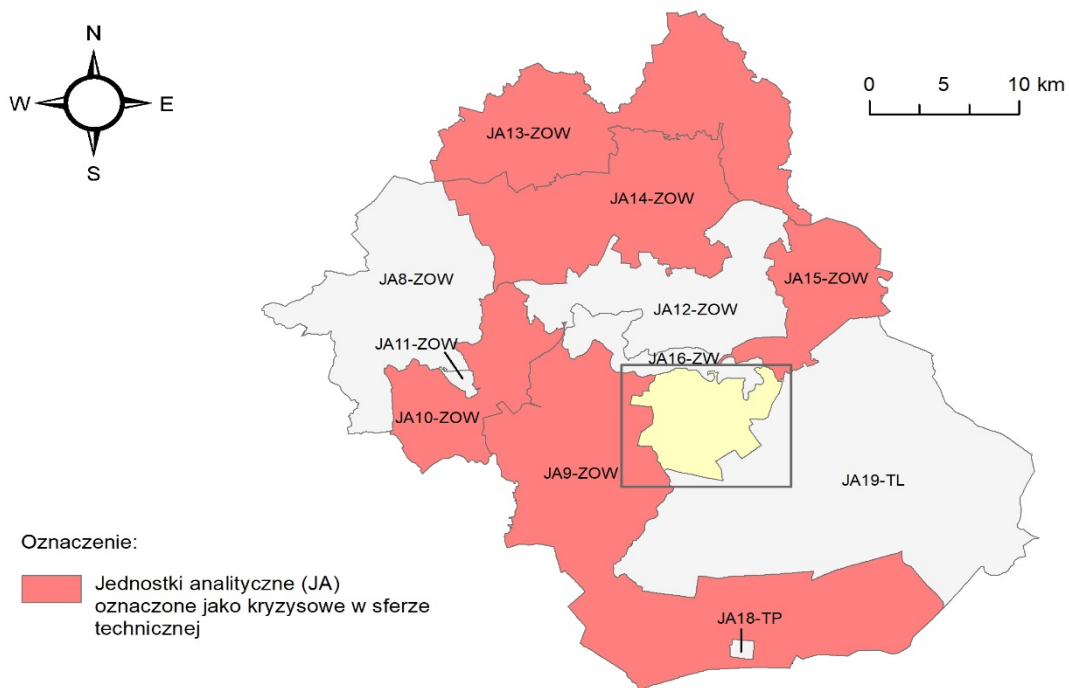 N
W E
S
0 5 10 km
JA13-ZOW
JA14-ZOW
JA15-ZOW
JA8-ZOW
JA12-ZOW
JA11-ZOW
JA16-ZW
JA10-ZOW
JA9-ZOW
JA19-TL
JA18-TP
Oznaczenie:
Jednostki analityczne (JA)
oznaczone jako kryzysowe w sferze
technicznej